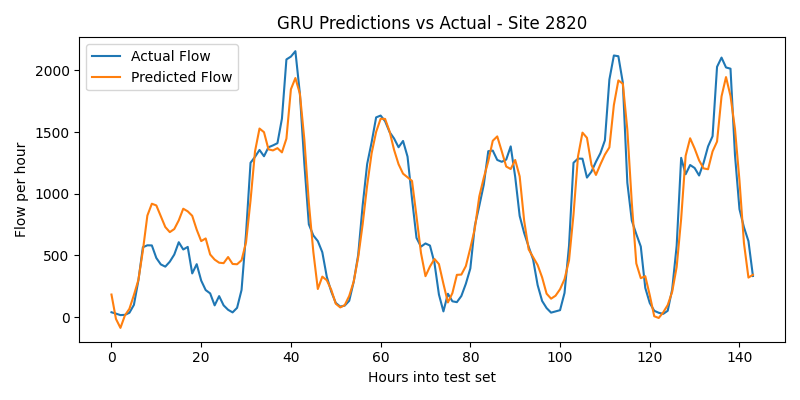 GRU Predictions vs Actual - Site 2820
Actual Flow
Predicted Flow
Flow per hour
2000
1500
1000
500
0
0 20 40 60 80 100 120 140
Hours into test set